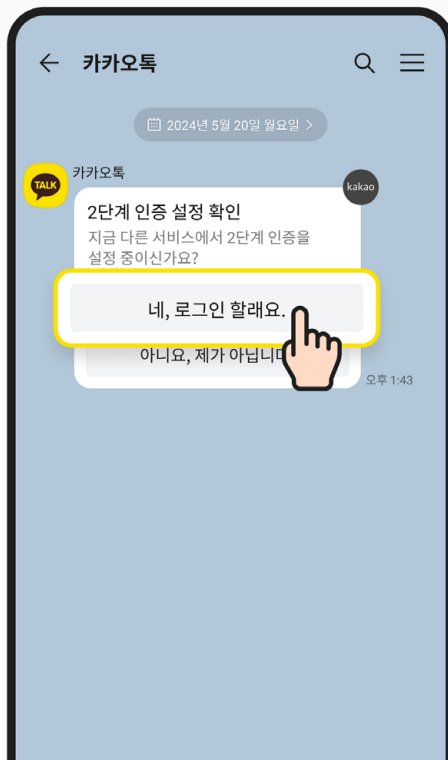 카카오톡
2024년 5월 20일 월요일 >
카카오톡
TALK
kakao
2단계 인증 설정 확인
지금 다른 서비스에서 2단계 인증을
설정 중이신가요?
네, 로그인 할래요.
아니요, 제가 아닙니다
오후 1:43